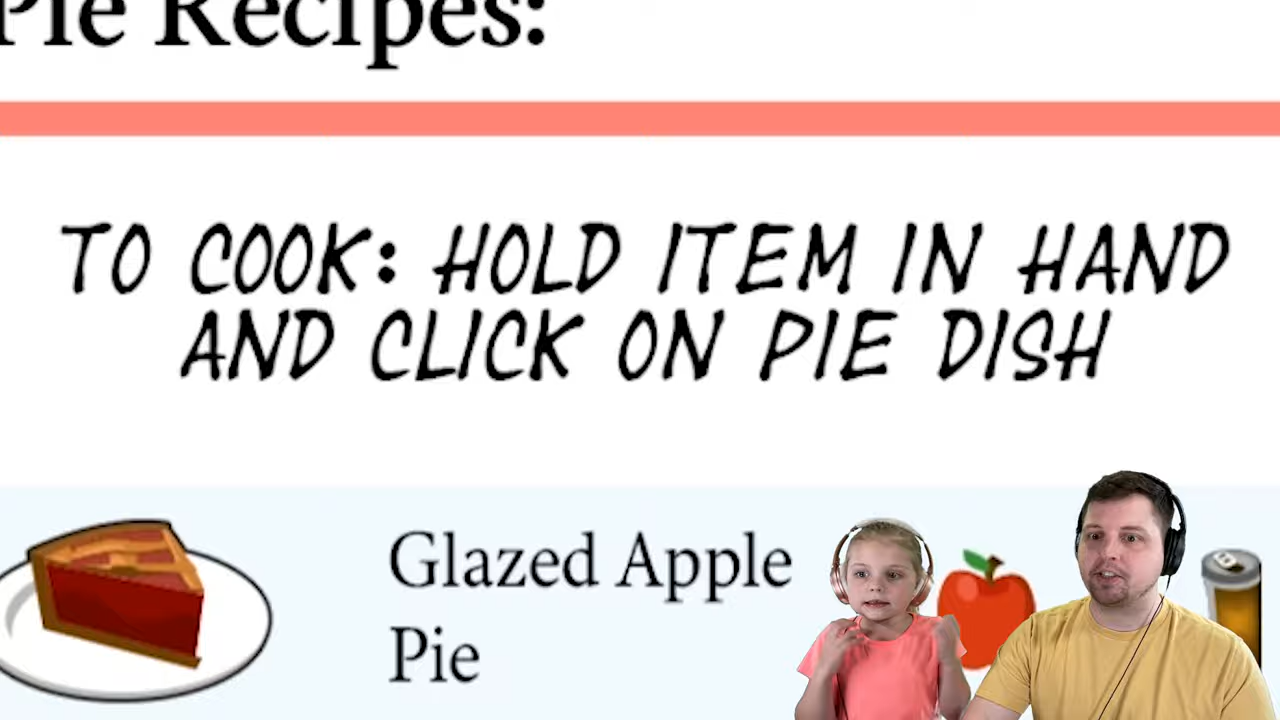 Pie Recipes:
TO COOK: HOLD ITEM IN HAND
AND CLICK ON PIE DISH
Glazed Apple
Pie